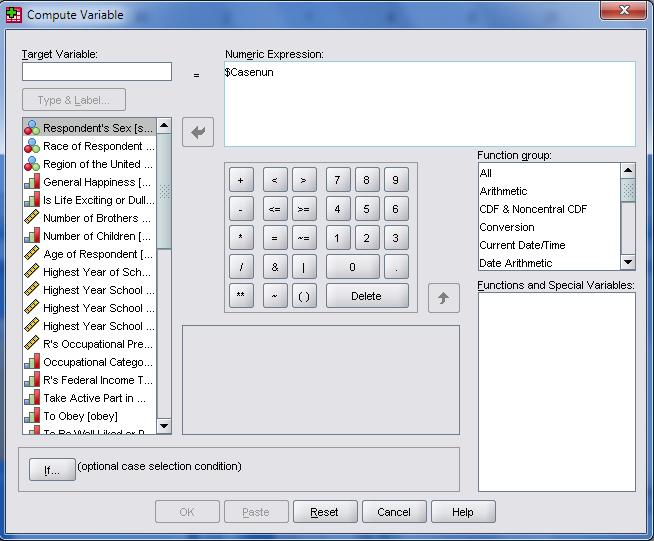 Compute Variable
Target Variable:
Numeric Expression:
=
$Casenun
Type & Label...
Respondent's Sex [s...
Race of Respondent ...
Region of the United ...
General Happiness [...
Is Life Exciting or Dull...
Number of Brothers ...
Number of Children [...
Age of Respondent [...
Highest Year of Sch...
Highest Year School ...
Highest Year School ...
Highest Year School ...
R's Occupational Pre...
Occupational Catego...
R's Federal Income T...
Take Active Part in ...
To Obey [obey]
To Be Well Liked or P...
+ < > 7 8 9
- <= >= 4 5 6
* = ~= 1 2 3
/ & | 0 .
** ~ ( ) Delete
Function group:
All
Arithmetic
CDF & Noncentral CDF
Conversion
Current Date/Time
Date Arithmetic
Functions and Special Variables:
If... (optional case selection condition)
OK Paste Reset Cancel Help